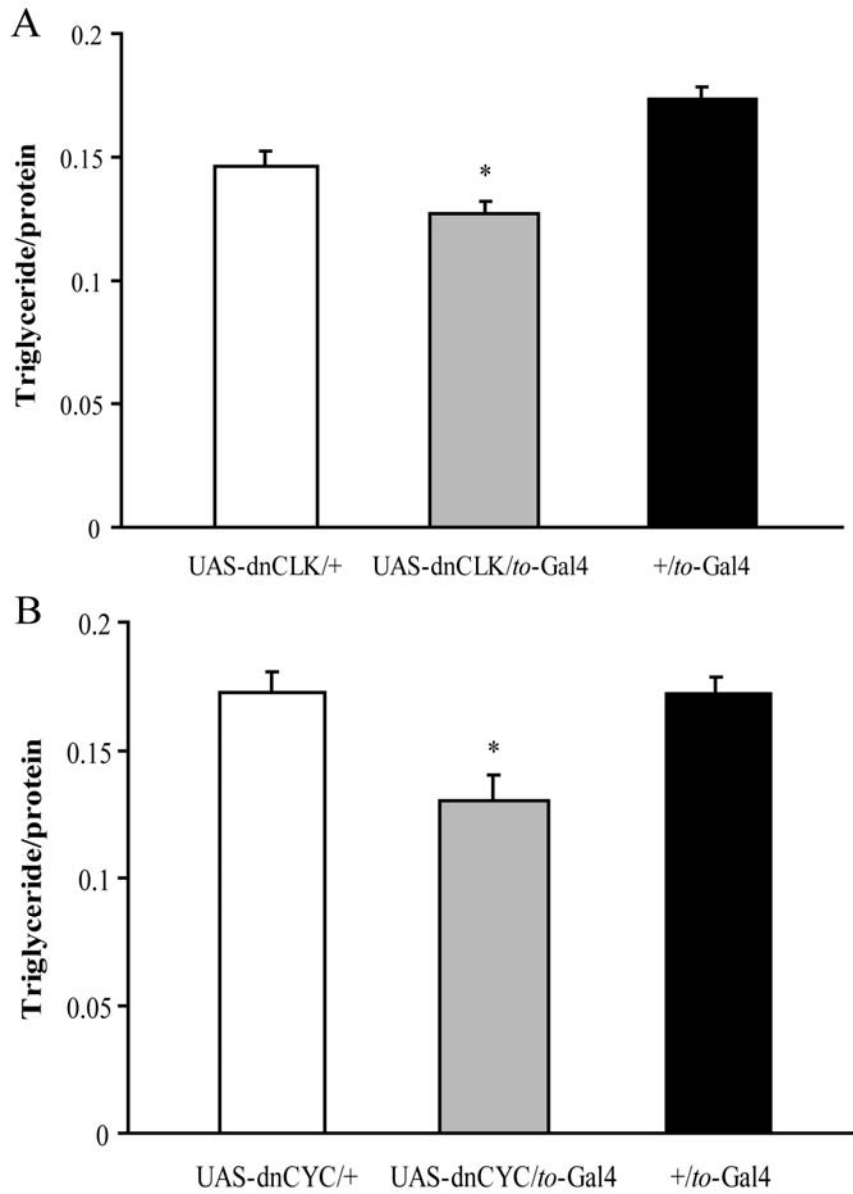 A
0.2
0.15
*
0.1
0.05
0
Triglyceride/protein
UAS-dnCLK/+ UAS-dnCLK/to-Gal4 +/to-Gal4
B
0.2
0.15
*
0.1
0.05
0
Triglyceride/protein
UAS-dnCYC/+ UAS-dnCYC/to-Gal4 +/to-Gal4